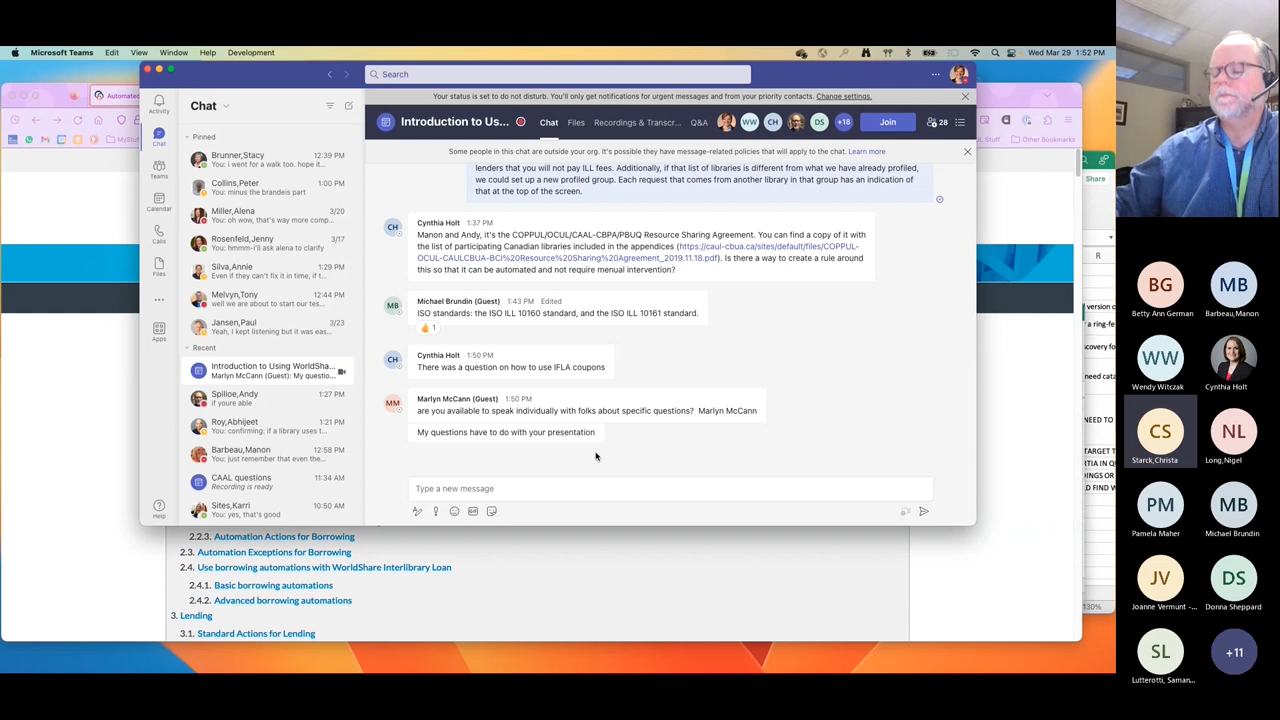 Microsoft Teams Edit View Window Help Development
Wed Mar 29 1:52 PM
Automated
Search
Your status is set to do not disturb. You'll only get notifications for urgent messages and from your priority contacts. Change settings.
Activity
Chat
Teams
Calendar
Calls
Files
Apps
Help
Chat
Pinned
Brunner,Stacy 12:39 PM
You: i went for a walk too. hope it...
Collins,Peter 1:00 PM
You: minus the brandeis part
Miller,Alena 3/20
You: oh wow, that's way more comp...
Rosenfeld,Jenny 3/17
You: hmmm-I'll ask alena to clarify
Silva,Annie 1:29 PM
Even if they can't fix it in time, if t...
Melvyn,Tony 12:44 PM
well we are about to start our tes...
Jansen,Paul 3/23
Yeah, I kept listening but it was eas...
Recent
Introduction to Using WorldSha...
Marlyn McCann (Guest): My questio...
Spilioe,Andy 1:27 PM
if youre able
Roy,Abhijeet 1:21 PM
You: confirming: if a library uses t...
Barbeau,Manon 12:58 PM
You: just remember that even the...
CAAL questions 11:34 AM
Recording is ready
Sites,Karri 10:50 AM
You: yes, that's good
Introduction to Us...
Chat Files Recordings & Transcr... Q&A
WW CH DS +18
Join
28
Some people in this chat are outside your org. It's possible they have message-related policies that will apply to the chat. Learn more
lenders that you will not pay ILL fees. Additionally, if that list of libraries is different from what we have already profiled,
we could set up a new profiled group. Each request that comes from another library in that group has an indication of
that at the top of the screen.
CH
Cynthia Holt 1:37 PM
Manon and Andy, it's the COPPUL/OCUL/CAAL-CBPA/PBUQ Resource Sharing Agreement. You can find a copy of it with
the list of participating Canadian libraries included in the appendices (https://caul-cbua.ca/sites/default/files/COPPUL-
OCUL-CAULCBUA-BCI%20Resource%20Sharing%20Agreement_2019.11.18.pdf). Is there a way to create a rule around
this so that it can be automated and not require menual intervention?
MB
Michael Brundin (Guest) 1:43 PM Edited
ISO standards: the ISO ILL 10160 standard, and the ISO ILL 10161 standard.
1
CH
Cynthia Holt 1:50 PM
There was a question on how to use IFLA coupons
MM
Marlyn McCann (Guest) 1:50 PM
are you available to speak individually with folks about specific questions? Marlyn McCann
My questions have to do with your presentation
Type a new message
2.2.3. Automation Actions for Borrowing
2.3. Automation Exceptions for Borrowing
2.4. Use borrowing automations with WorldShare Interlibrary Loan
2.4.1. Basic borrowing automations
2.4.2. Advanced borrowing automations
3. Lending
3.1. Standard Actions for Lending
Other Bookmarks
Share
R
130%
BG
Betty Ann German
MB
Barbeau,Manon
WW
Wendy Witczak
Cynthia Holt
CS
Starck,Christa
NL
Long,Nigel
PM
Pamela Maher
MB
Michael Brundin
JV
Joanne Vermunt -...
DS
Donna Sheppard
SL
Lutterotti, Saman...
+11